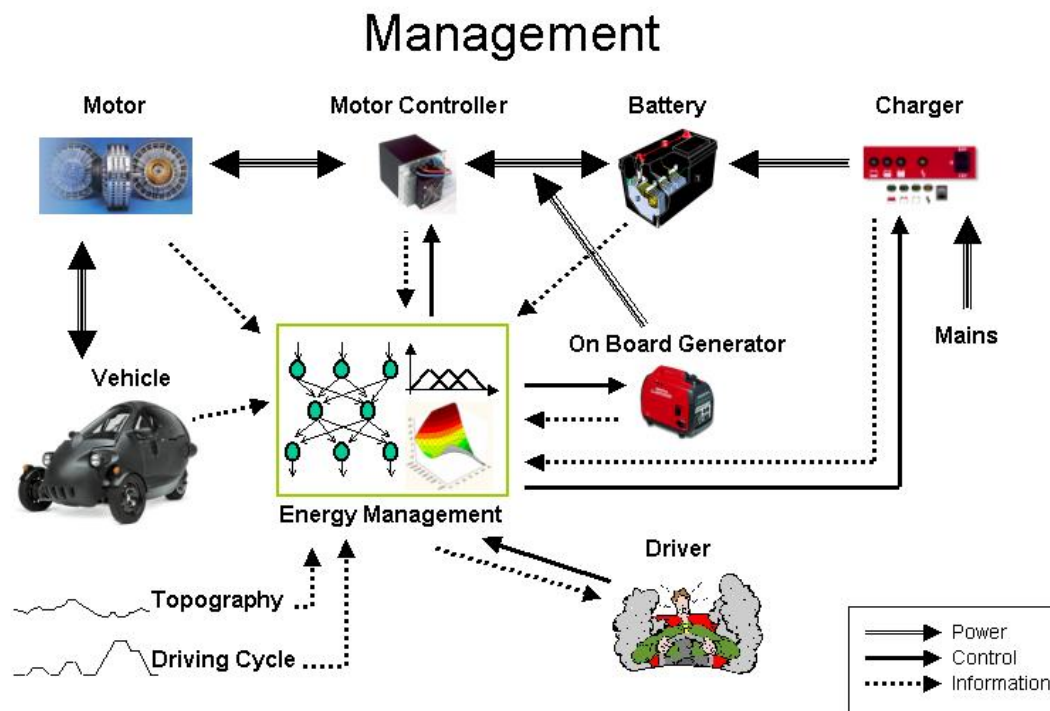 Management
Motor
Motor Controller
Battery
Charger
On Board Generator
Mains
Vehicle
Energy Management
Driver
Topography
Driving Cycle
Power
Control
Information